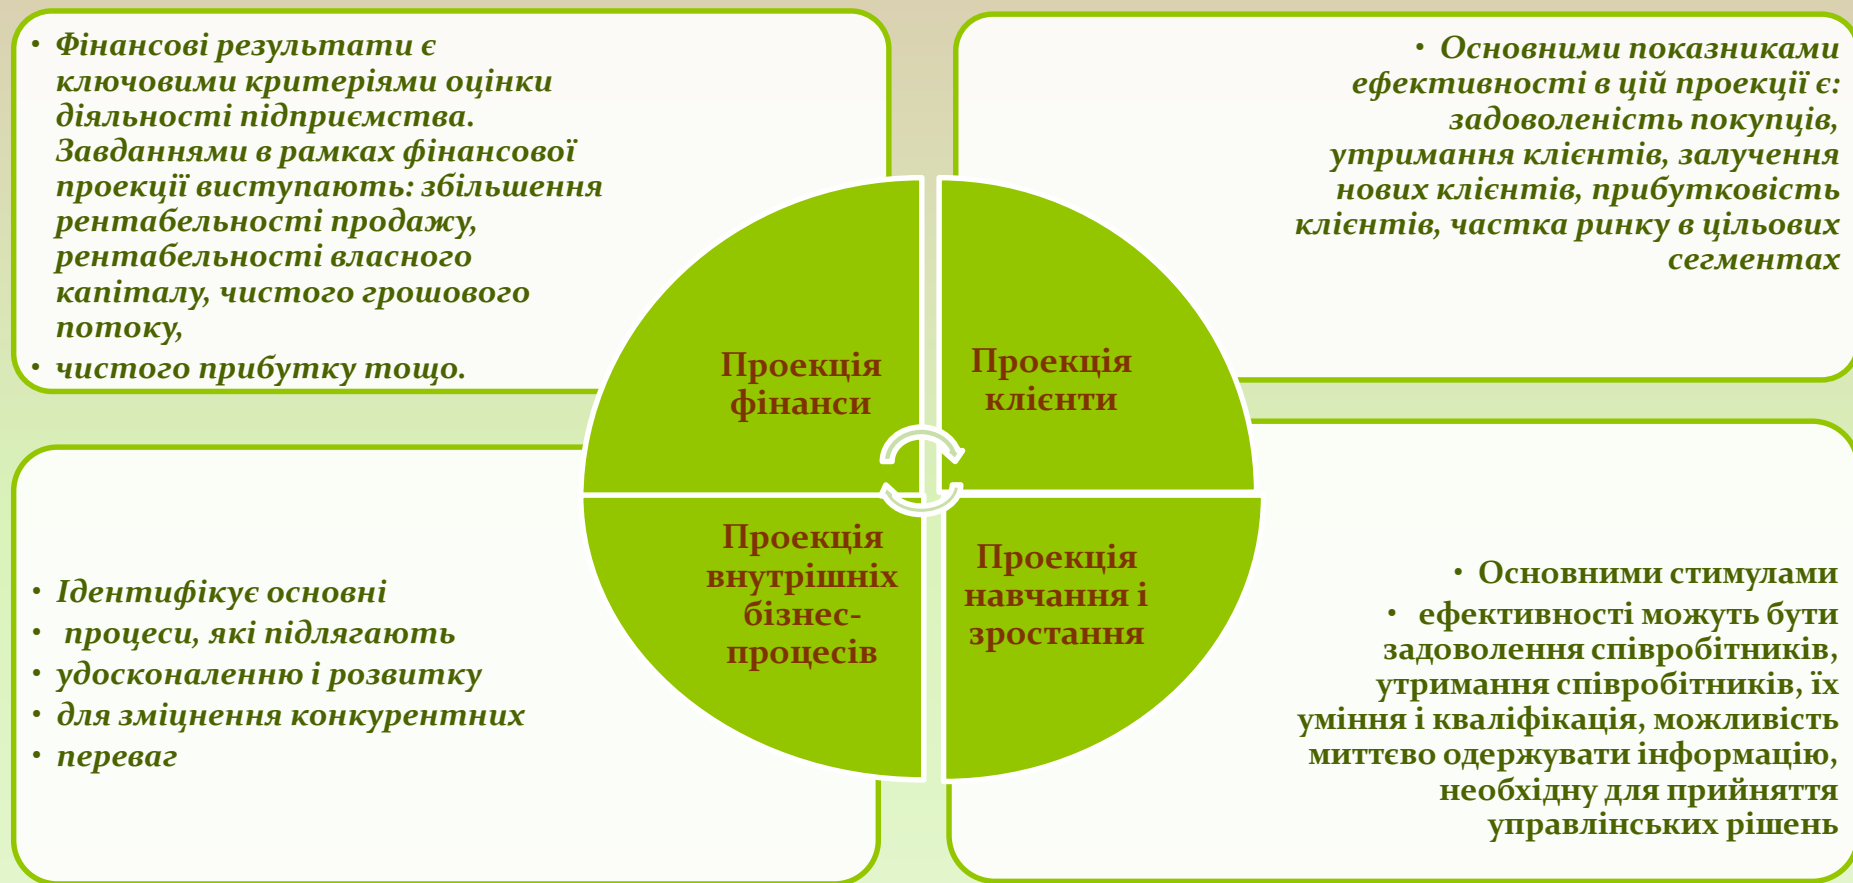 • Фінансові результати є
ключовими критеріями оцінки
діяльності підприємства.
Завданнями в рамках фінансової
проекції виступають: збільшення
рентабельності продажу,
рентабельності власного
капіталу, чистого грошового
потоку,
• чистого прибутку тощо.
• Основними показниками
ефективності в цій проекції є:
задоволеність покупців,
утримання клієнтів, залучення
нових клієнтів, прибутковість
клієнтів, частка ринку в цільових
сегментах
Проекція
фінанси
Проекція
клієнти
Проекція
внутрішніх
бізнес-
процесів
Проекція
навчання і
зростання
• Ідентифікує основні
• процеси, які підлягають
• удосконаленню і розвитку
• для зміцнення конкурентних
• переваг
• Основними стимулами
• ефективності можуть бути
задоволення співробітників,
утримання співробітників, їх
уміння і кваліфікація, можливість
миттєво одержувати інформацію,
необхідну для прийняття
управлінських рішень